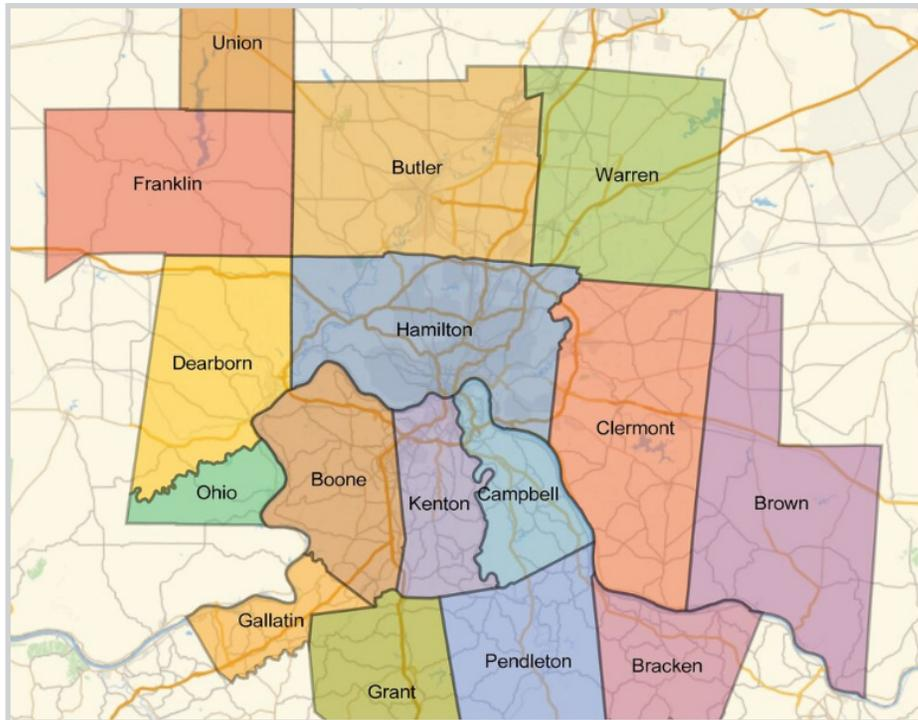 Union
Butler
Warren
Franklin
Hamilton
Dearborn
Clermont
Boone
Ohio
Kenton
Campbell
Brown
Gallatin
Pendleton
Bracken
Grant